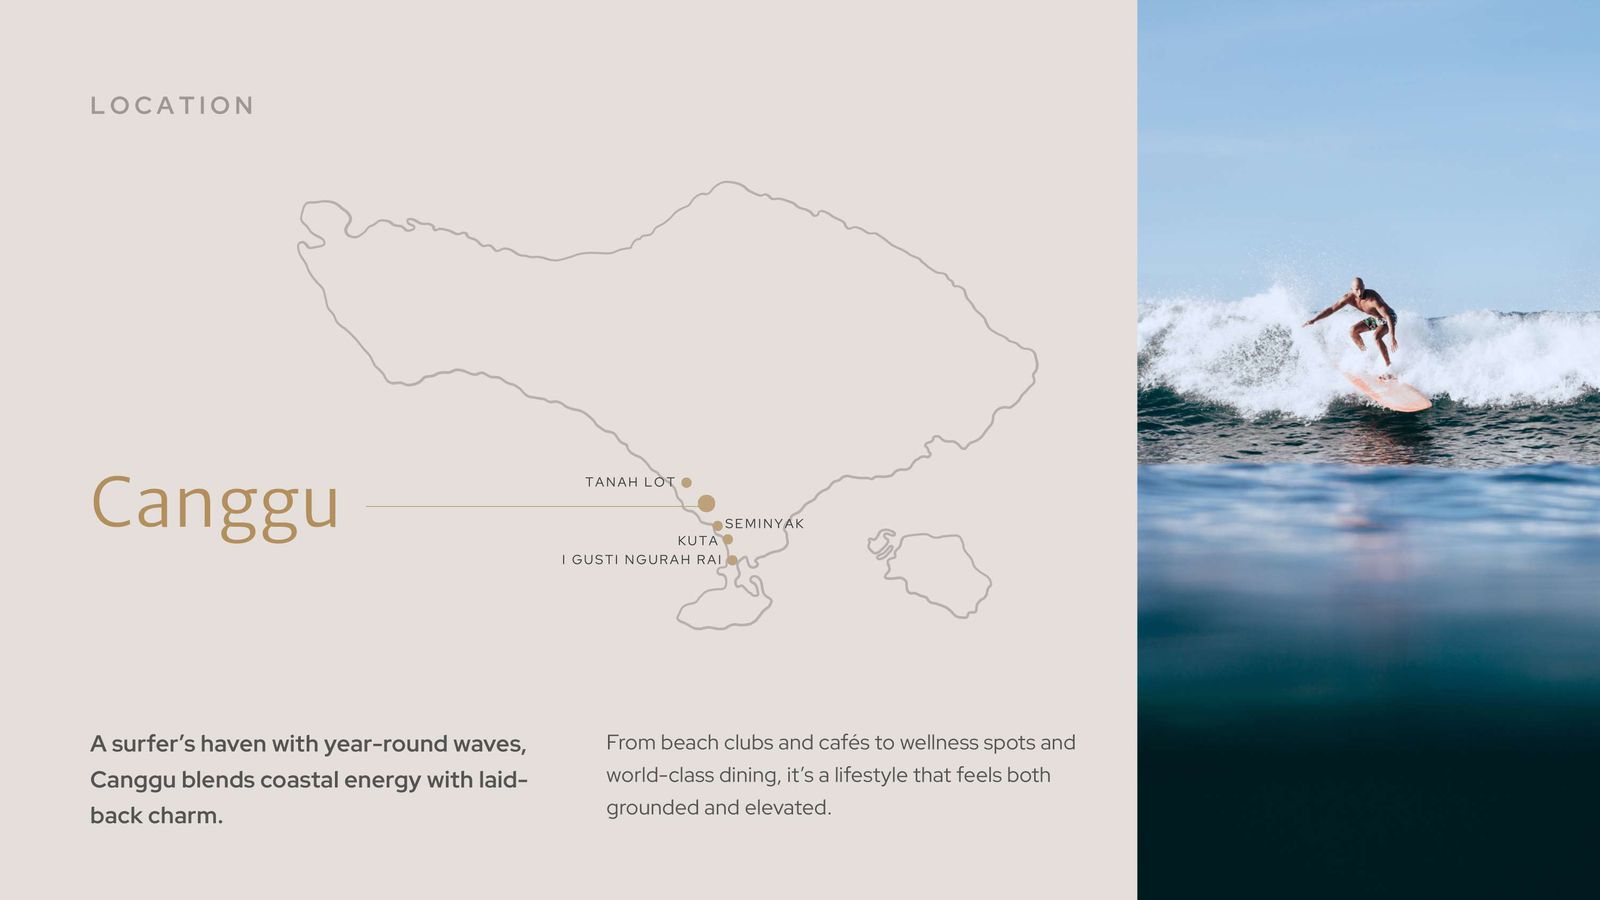 LOCATION
TANAH LOT
Canggu
SEMINYAK
KUTA
I GUSTI NGURAH RAI
A surfer’s haven with year-round waves,
Canggu blends coastal energy with laid-
back charm.
From beach clubs and cafés to wellness spots and
world-class dining, it’s a lifestyle that feels both
grounded and elevated.